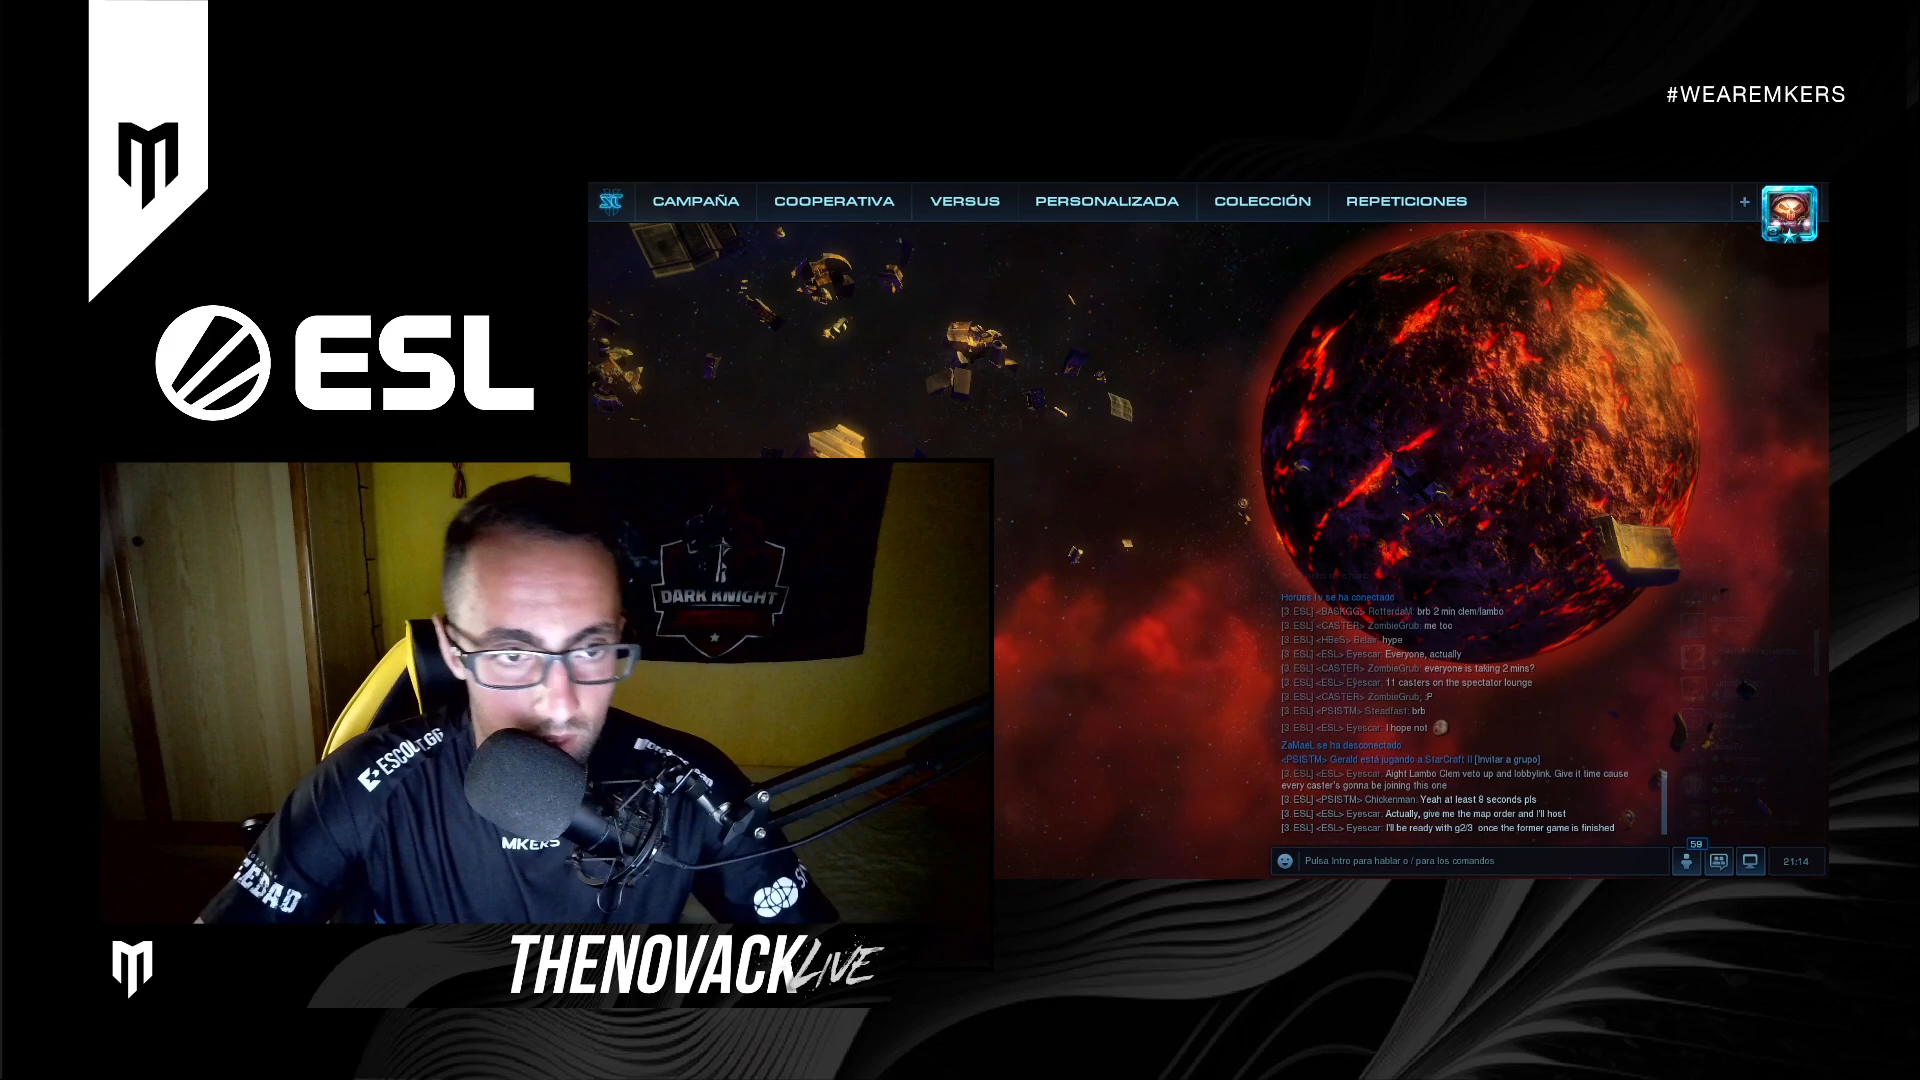 #WEAREMKERS
CAMPAÑA
COOPERATIVA
VERSUS
PERSONALIZADA
COLECCIÓN
REPETICIONES
+
ESL
DARK KNIGHT
ESCOLT.GG
MKERS
Horuss Iv se ha conectado
[3. ESL] <BASKGG> RotterdaM: brb 2 min clem/lambo
[3. ESL] <CASTER> ZombieGrub: me too
[3. ESL] <HBeS> Belair: hype
[3. ESL] <ESL> Eyescar: Everyone, actually
[3. ESL] <CASTER> ZombieGrub: everyone is taking 2 mins?
[3. ESL] <ESL> Eyescar: 11 casters on the spectator lounge
[3. ESL] <CASTER> ZombieGrub: :P
[3. ESL] <PSISTM> Steadfast: brb
[3. ESL] <ESL> Eyescar: I hope not
ZaMaeL se ha desconectado
<PSISTM> Gerald está jugando a StarCraft II [Invitar a grupo]
[3. ESL] <ESL> Eyescar: Aight Lambo Clem veto up and lobbylink. Give it time cause
every caster's gonna be joining this one
[3. ESL] <PSISTM> Chickenman: Yeah at least 8 seconds pls
[3. ESL] <ESL> Eyescar: Actually, give me the map order and I'll host
[3. ESL] <ESL> Eyescar: I'll be ready with g2/3 once the former game is finished
59
Pulsa Intro para hablar o / para los comandos
21:14
THENOVACK LIVE